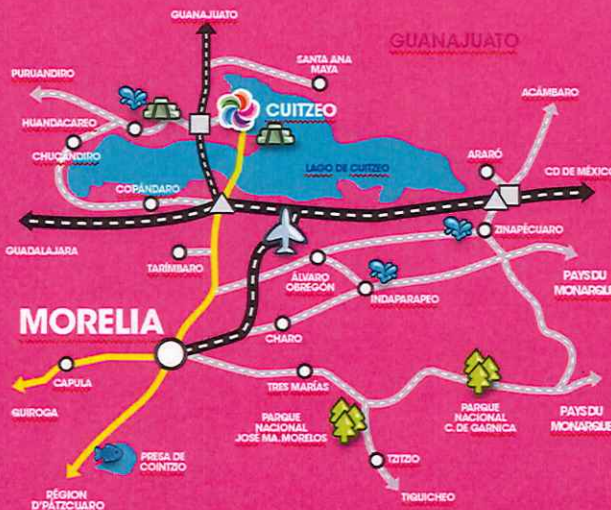 GUANAJUATO
GUANAJUATO
SANTA ANA
MAYA
PURUANDIRO
ACÁMBARO
HUANDACAREO
CUITZEO
CHUCÁNDIRO
ARARÓ
LAGO DE CUITZEO
CD DE MÉXICO
COPÁNDARO
ZINAPÉCUARO
GUADALAJARA
TARÍMBARO
ÁLVARO
OBREGÓN
INDAPARAPEO
PAYS DU
MONARQUE
MORELIA
CHARO
CAPULA
TRES MARÍAS
QUIROGA
PARQUE
NACIONAL
JOSÉ MA. MORELOS
PARQUE
NACIONAL
C. DE GARNICA
PAYS DU
MONARQUE
PRESA DE
COINTZIO
TZITZIO
RÉGION
D'PÁTZCUARO
TIQUICHEO